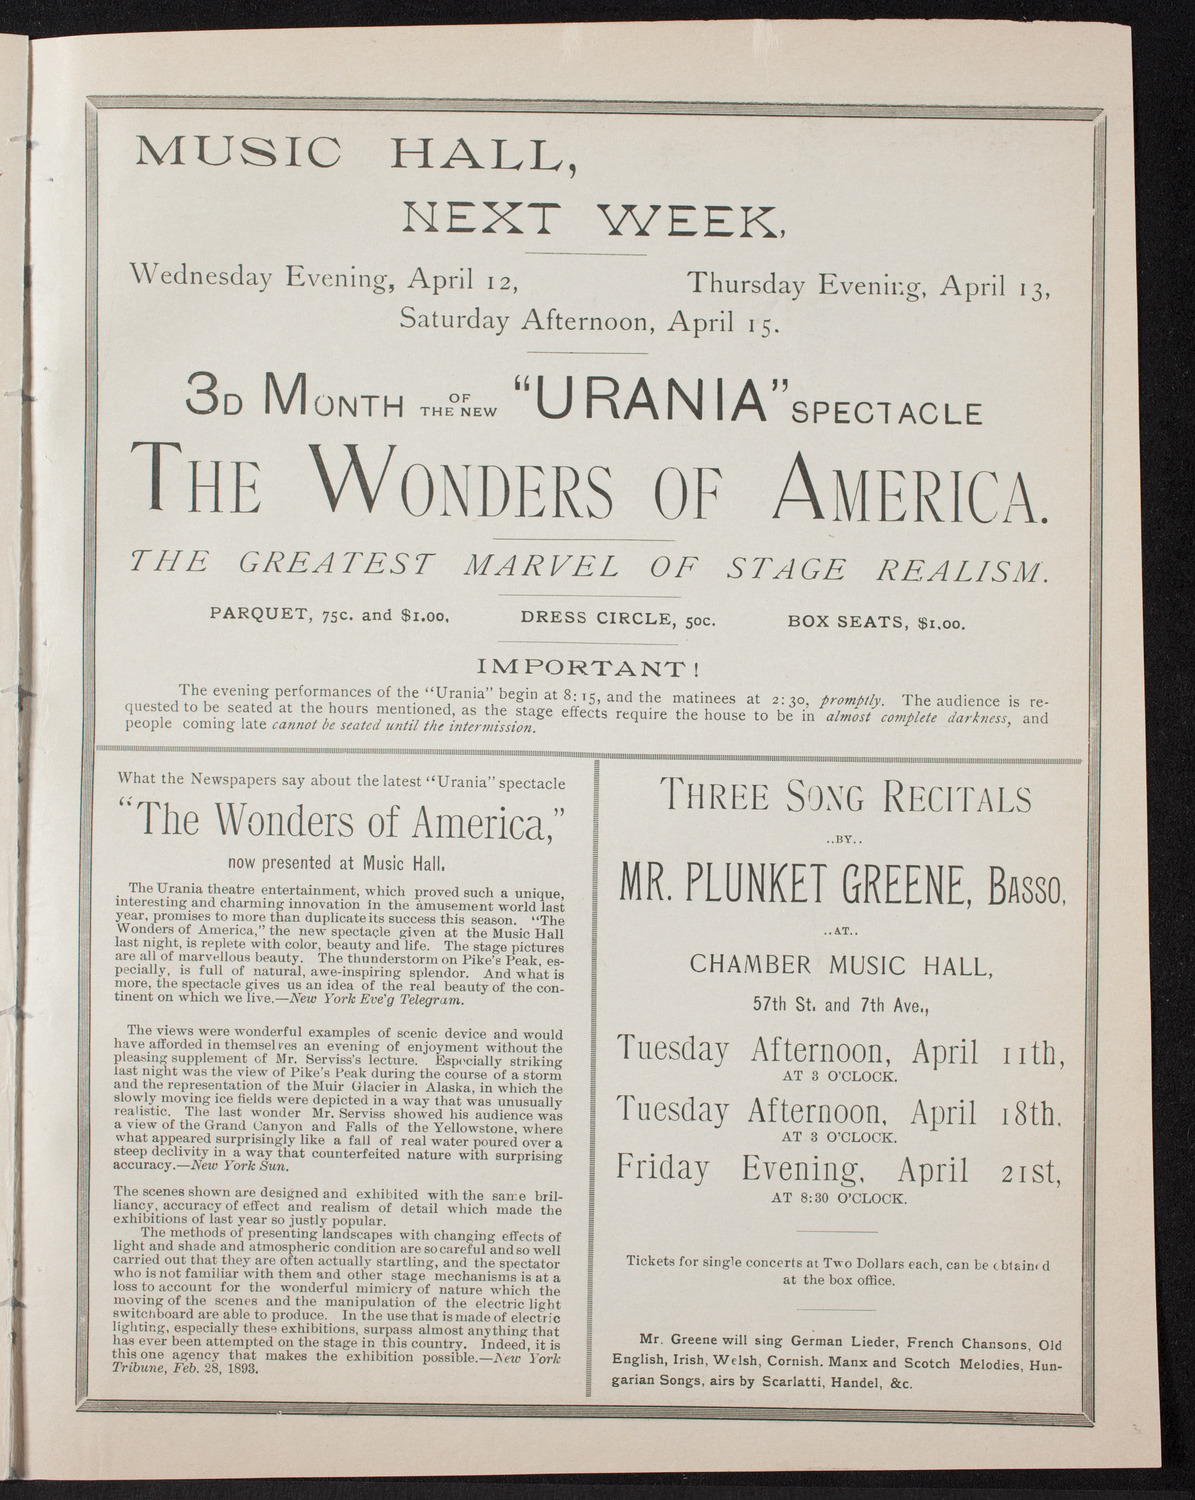 MUSIC HALL,
NEXT WEEK,
Wednesday Evening, April 12, Thursday Evening, April 13,
Saturday Afternoon, April 15.
3D MONTH OF THE NEW "URANIA" SPECTACLE
THE WONDERS OF AMERICA.
THE GREATEST MARVEL OF STAGE REALISM.
PARQUET, 75c. and $1.00, DRESS CIRCLE, 50c. BOX SEATS, $1.00.
IMPORTANT!
The evening performances of the "Urania" begin at 8:15, and the matinees at 2:30, promptly. The audience is re-
quested to be seated at the hours mentioned, as the stage effects require the house to be in almost complete darkness, and
people coming late cannot be seated until the intermission.
What the Newspapers say about the latest "Urania" spectacle
"The Wonders of America,"
now presented at Music Hall.
The Urania theatre entertainment, which proved such a unique,
interesting and charming innovation in the amusement world last
year, promises to more than duplicate its success this season. "The
Wonders of America," the new spectacle given at the Music Hall
last night, is replete with color, beauty and life. The stage pictures
are all of marvellous beauty. The thunderstorm on Pike's Peak, es-
pecially, is full of natural, awe-inspiring splendor. And what is
more, the spectacle gives us an idea of the real beauty of the con-
tinent on which we live.—New York Eve'g Telegram.
The views were wonderful examples of scenic device and would
have afforded in themselves an evening of enjoyment without the
pleasing supplement of Mr. Serviss's lecture. Especially striking
last night was the view of Pike's Peak during the course of a storm
and the representation of the Muir Glacier in Alaska, in which the
slowly moving ice fields were depicted in a way that was unusually
realistic. The last wonder Mr. Serviss showed his audience was
a view of the Grand Canyon and Falls of the Yellowstone, where
what appeared surprisingly like a fall of real water poured over a
steep declivity in a way that counterfeited nature with surprising
accuracy.—New York Sun.
The scenes shown are designed and exhibited with the same bril-
liancy, accuracy of effect and realism of detail which made the
exhibitions of last year so justly popular.
The methods of presenting landscapes with changing effects of
light and shade and atmospheric condition are so careful and so well
carried out that they are often actually startling, and the spectator
who is not familiar with them and other stage mechanisms is at a
loss to account for the wonderful mimicry of nature which the
moving of the scenes and the manipulation of the electric light
switchboard are able to produce. In the use that is made of electric
lighting, especially these exhibitions, surpass almost anything that
has ever been attempted on the stage in this country. Indeed, it is
this one agency that makes the exhibition possible.—New York
Tribune, Feb. 28, 1893.
THREE SONG RECITALS
..BY..
MR. PLUNKET GREENE, BASSO,
..AT..
CHAMBER MUSIC HALL,
57th St. and 7th Ave.,
Tuesday Afternoon, April 11th,
AT 3 O'CLOCK.
Tuesday Afternoon, April 18th,
AT 3 O'CLOCK.
Friday Evening, April 21st,
AT 8:30 O'CLOCK.
Tickets for single concerts at Two Dollars each, can be obtained
at the box office.
Mr. Greene will sing German Lieder, French Chansons, Old
English, Irish, Welsh, Cornish. Manx and Scotch Melodies, Hun-
garian Songs, airs by Scarlatti, Handel, &c.